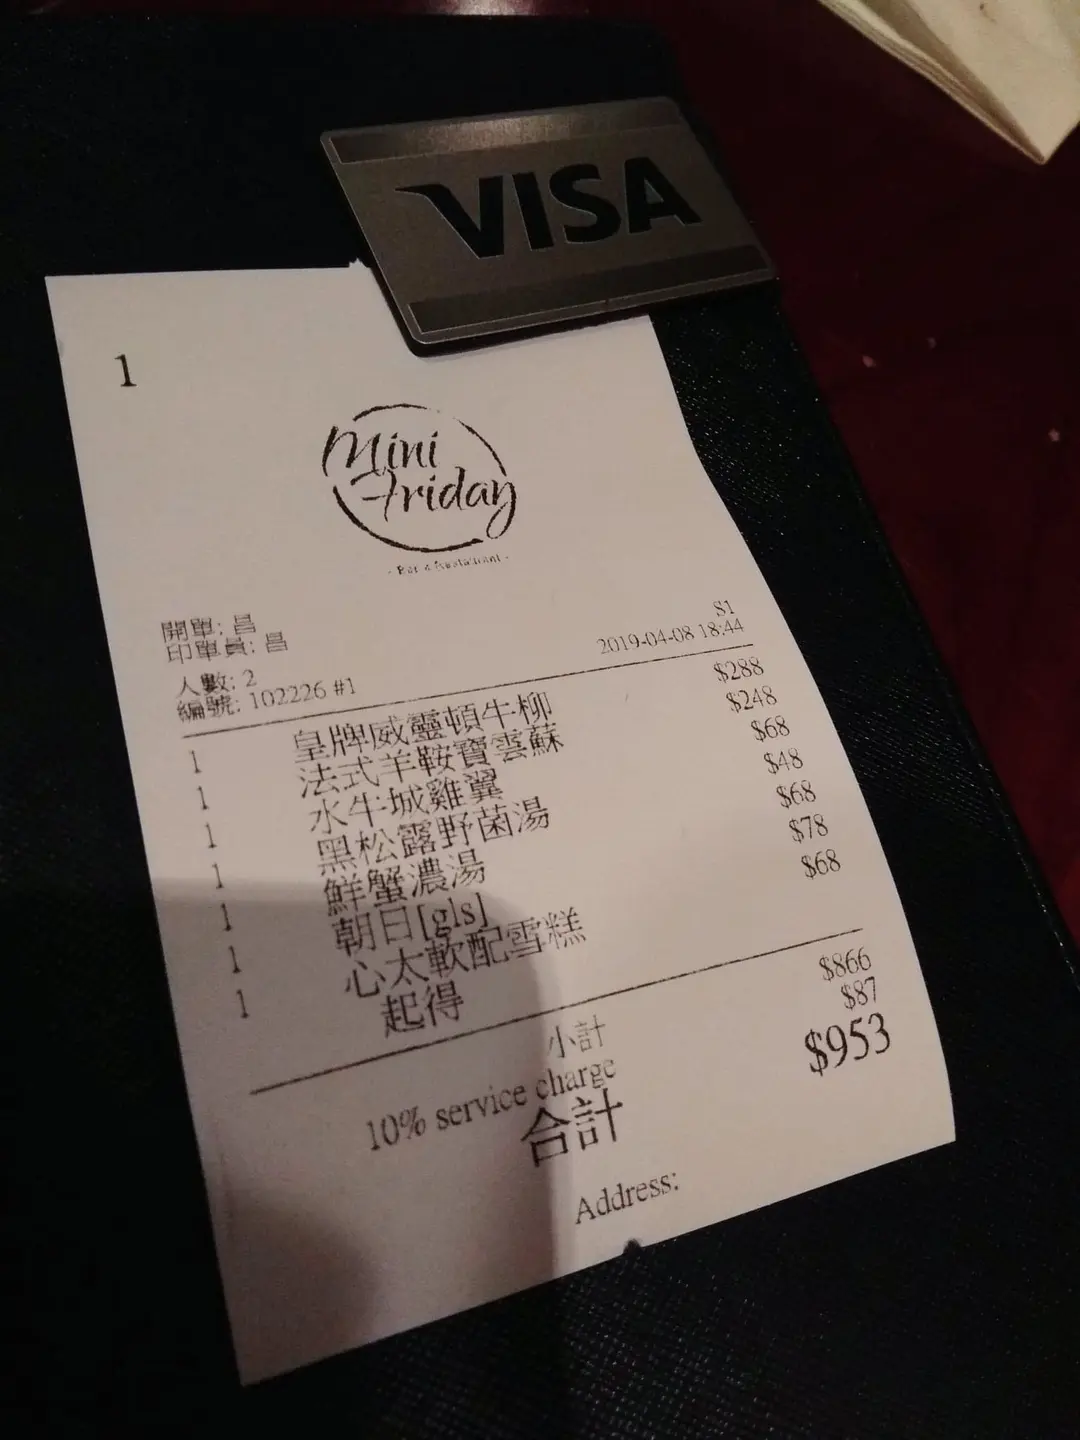 VISA
1
Mini
Friday
- Bar & Restaurant -
開單: 昌
印單員: 昌
S1
人數: 2
2019-04-08 18:44
編號: 102226 #1
1 皇牌威靈頓牛柳 $288
1 法式羊鞍寶雲蘇 $248
1 水牛城雞翼 $68
1 黑松露野菌湯 $48
1 鮮蟹濃湯 $68
1 朝日[gls] $78
1 心太軟配雪糕 $68
起得
小計 $866
10% service charge $87
合計 $953
Address: